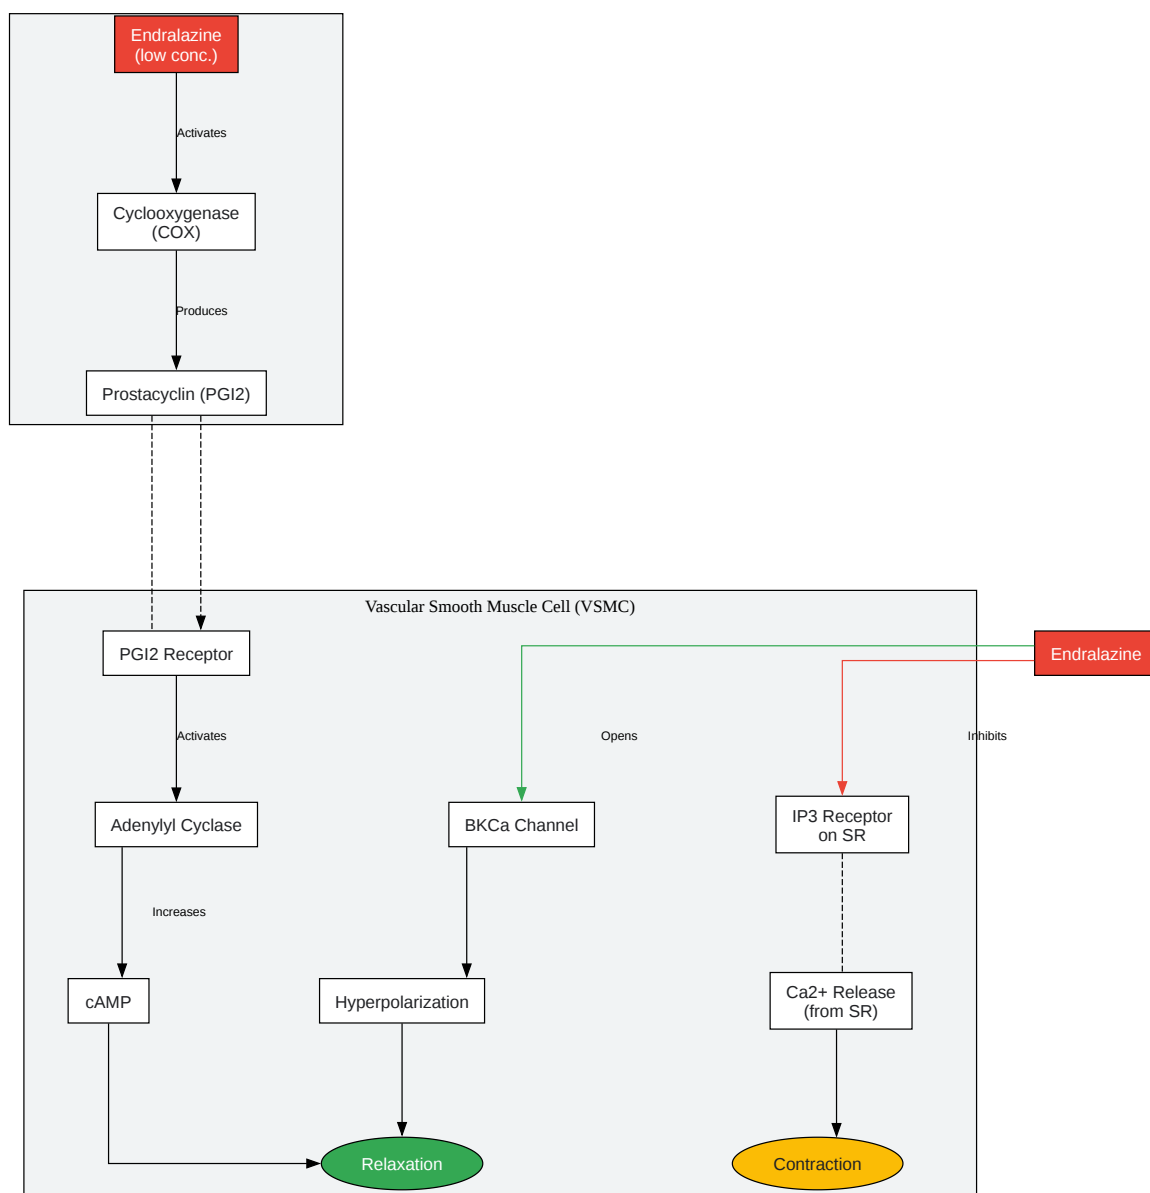 Endralazine
(low conc.)
Activates
Cyclooxygenase
(COX)
Produces
Prostacyclin (PGI2)
Vascular Smooth Muscle Cell (VSMC)
PGI2 Receptor
Endralazine
Activates
Opens
Inhibits
Adenylyl Cyclase
BKCa Channel
IP3 Receptor
on SR
Increases
cAMP
Hyperpolarization
Ca2+ Release
(from SR)
Relaxation
Contraction